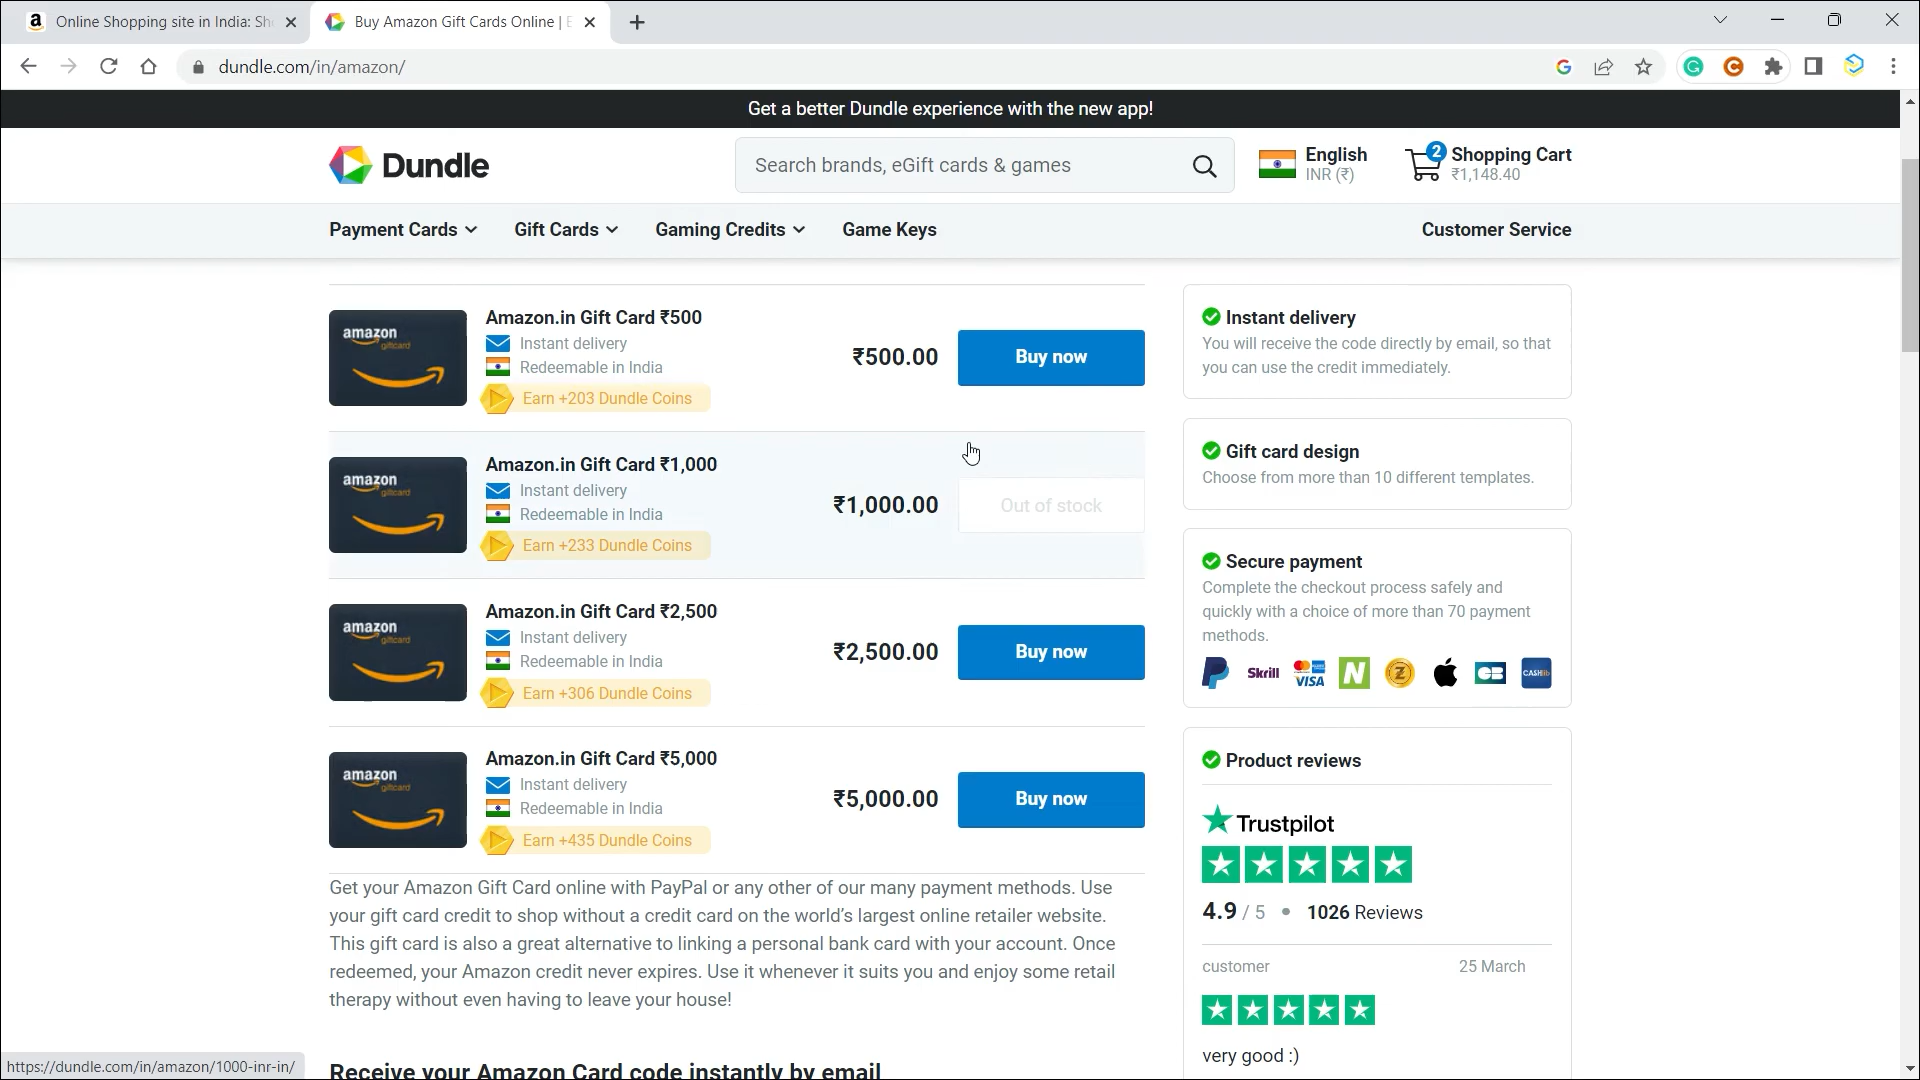 Online Shopping site in India: Sh
Buy Amazon Gift Cards Online | E
dundle.com/in/amazon/
Get a better Dundle experience with the new app!
Dundle
Search brands, eGift cards & games
English
INR (₹)
2
Shopping Cart
₹1,148.40
Payment Cards
Gift Cards
Gaming Credits
Game Keys
Customer Service
amazon
giftcard
Amazon.in Gift Card ₹500
Instant delivery
Redeemable in India
Earn +203 Dundle Coins
₹500.00
Buy now
amazon
giftcard
Amazon.in Gift Card ₹1,000
Instant delivery
Redeemable in India
Earn +233 Dundle Coins
₹1,000.00
Out of stock
amazon
giftcard
Amazon.in Gift Card ₹2,500
Instant delivery
Redeemable in India
Earn +306 Dundle Coins
₹2,500.00
Buy now
amazon
giftcard
Amazon.in Gift Card ₹5,000
Instant delivery
Redeemable in India
Earn +435 Dundle Coins
₹5,000.00
Buy now
Get your Amazon Gift Card online with PayPal or any other of our many payment methods. Use
your gift card credit to shop without a credit card on the world's largest online retailer website.
This gift card is also a great alternative to linking a personal bank card with your account. Once
redeemed, your Amazon credit never expires. Use it whenever it suits you and enjoy some retail
therapy without even having to leave your house!
Receive your Amazon Card code instantly by email
Instant delivery
You will receive the code directly by email, so that
you can use the credit immediately.
Gift card design
Choose from more than 10 different templates.
Secure payment
Complete the checkout process safely and
quickly with a choice of more than 70 payment
methods.
Skrill
VISA
CASHlib
Product reviews
Trustpilot
4.9 / 5 • 1026 Reviews
customer
25 March
very good :)
https://dundle.com/in/amazon/1000-inr-in/